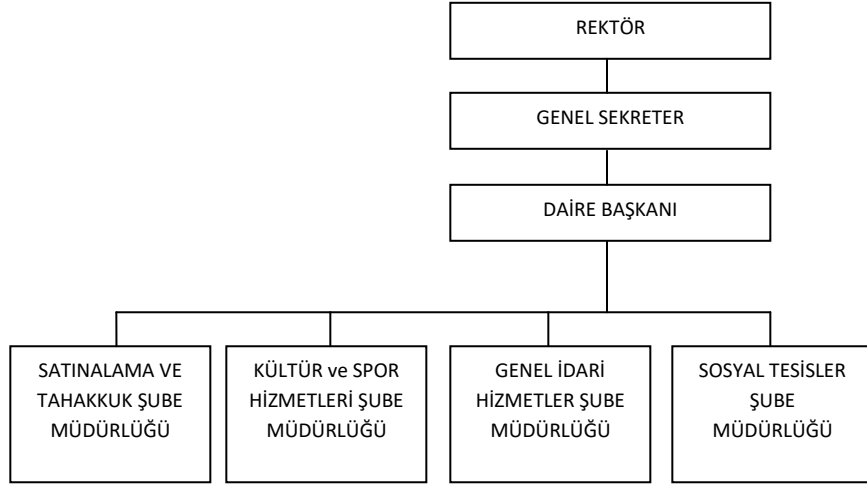 REKTÖR
GENEL SEKRETER
DAİRE BAŞKANI
SATINALAMA VE
TAHAKKUK ŞUBE
MÜDÜRLÜĞÜ
KÜLTÜR ve SPOR
HİZMETLERİ ŞUBE
MÜDÜRLÜĞÜ
GENEL İDARİ
HİZMETLER ŞUBE
MÜDÜRLÜĞÜ
SOSYAL TESİSLER
ŞUBE
MÜDÜRLÜĞÜ